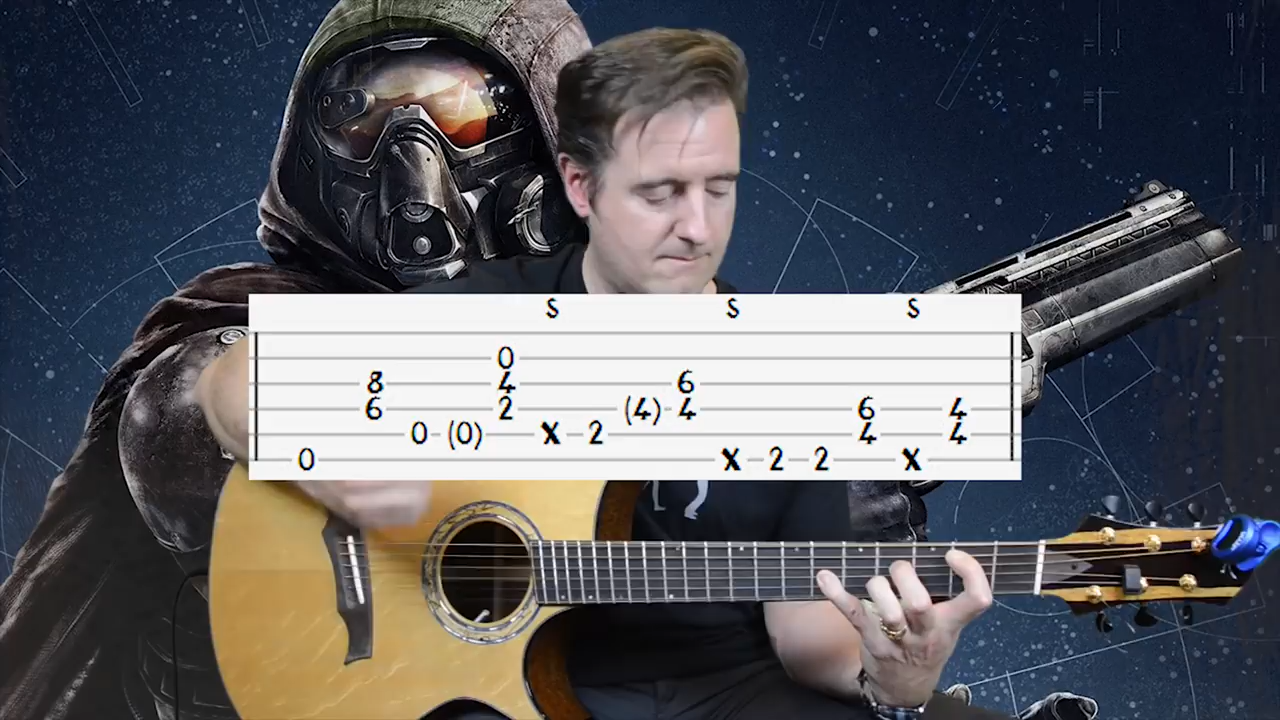 S S S
0
8 4 6
6 2 (4) 4 6 4
0 (0) X 2 4 4
0 X 2 2 X